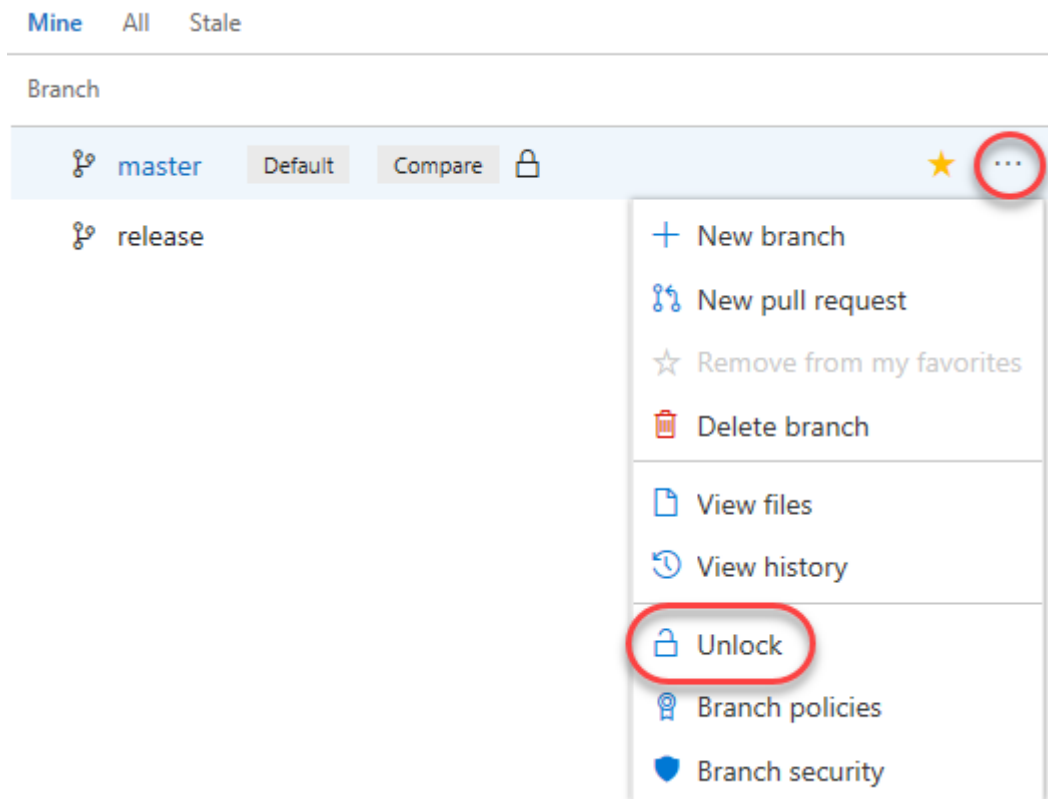 Mine All Stale
Branch
master Default Compare
release
New branch
New pull request
Remove from my favorites
Delete branch
View files
View history
Unlock
Branch policies
Branch security